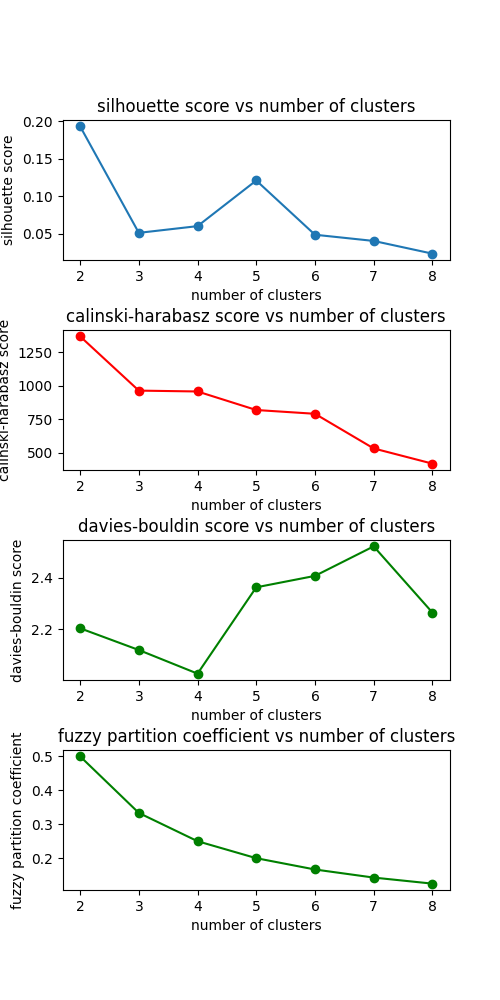 silhouette score vs number of clusters
silhouette score
0.20
0.15
0.10
0.05
2 3 4 5 6 7 8
number of clusters
calinski-harabasz score vs number of clusters
calinski-harabasz score
1250
1000
750
500
2 3 4 5 6 7 8
number of clusters
davies-bouldin score vs number of clusters
davies-bouldin score
2.4
2.2
2 3 4 5 6 7 8
number of clusters
fuzzy partition coefficient vs number of clusters
fuzzy partition coefficient
0.5
0.4
0.3
0.2
2 3 4 5 6 7 8
number of clusters